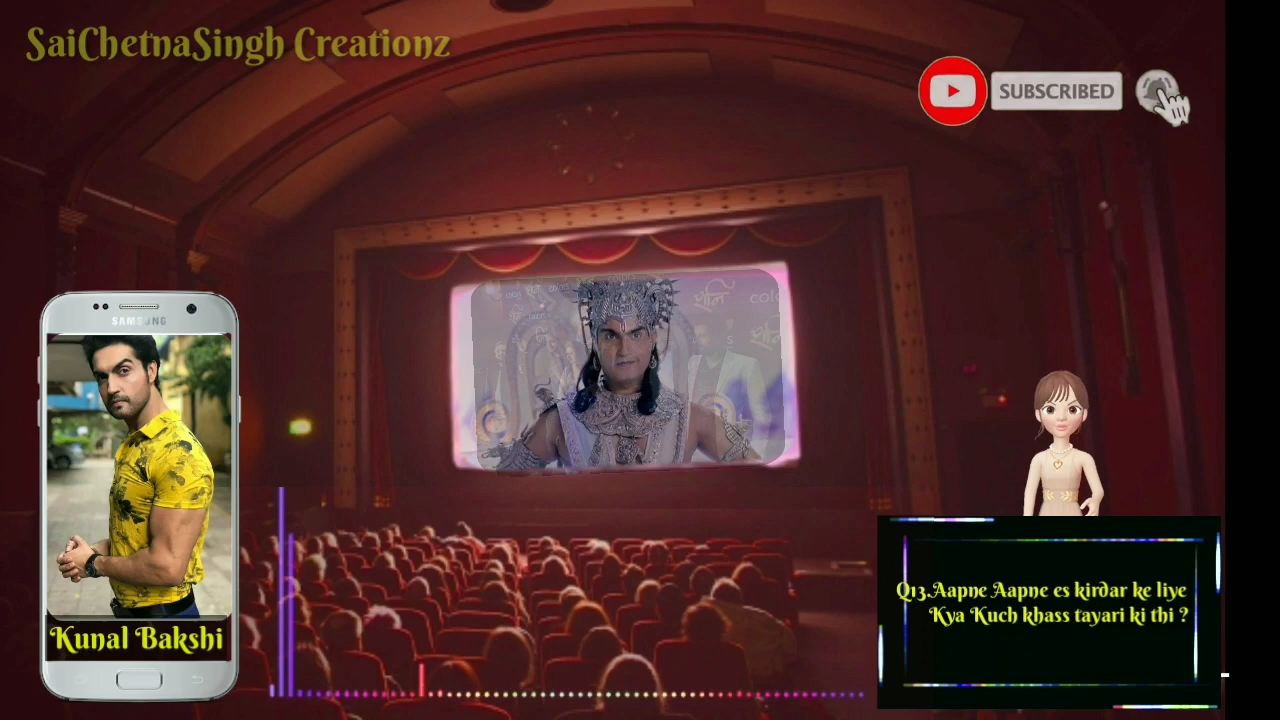 SaiChetnaSingh Creationz
SUBSCRIBED
SAMSUNG
शनि
Kunal Bakshi
Q13.Aapne Aapne es kirdar ke liye
Kya Kuch khass tayari ki thi ?